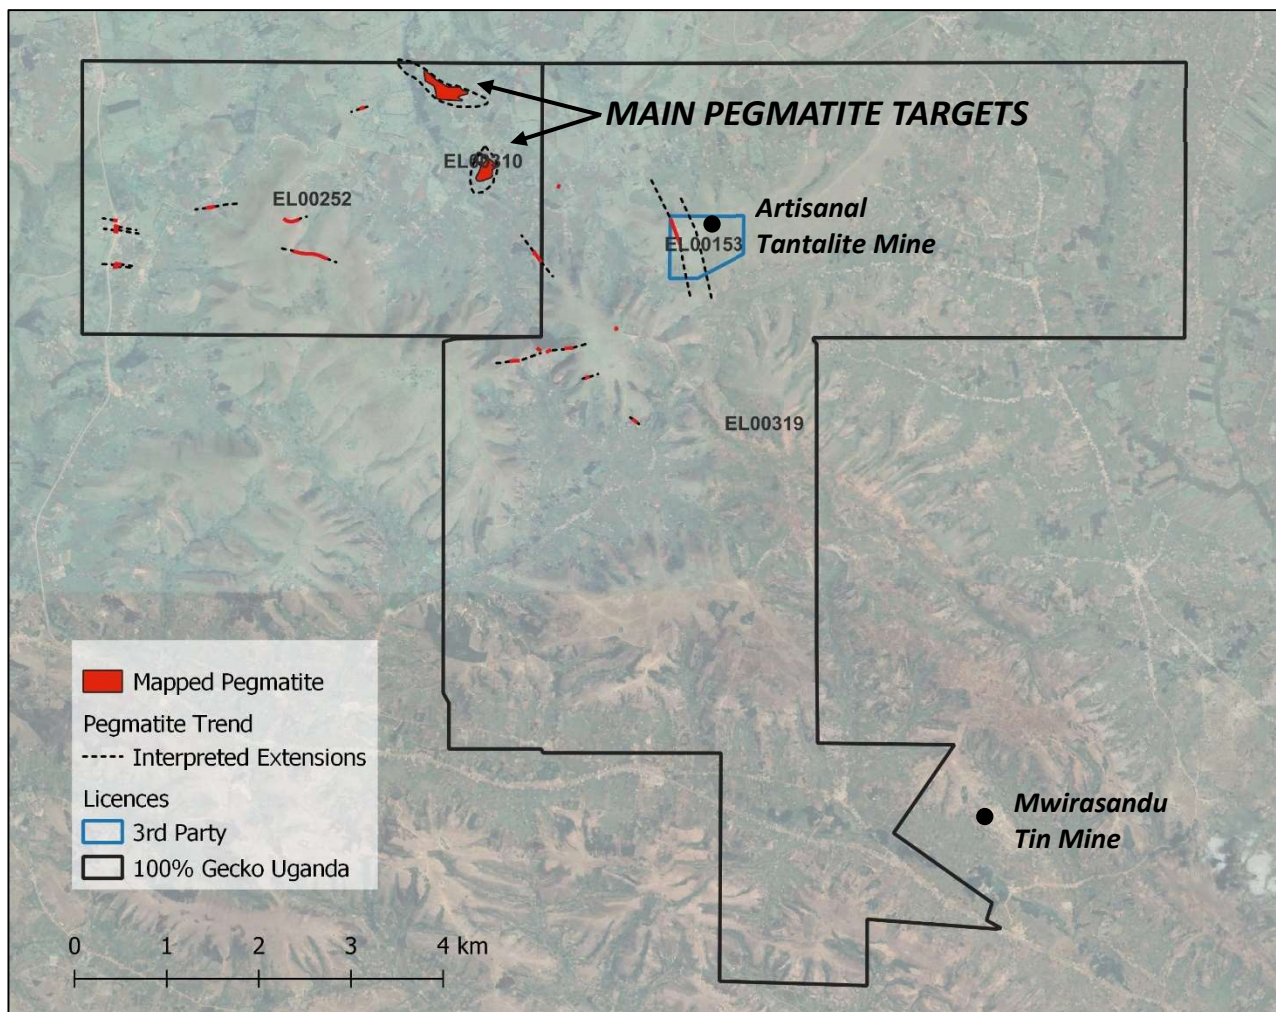 MAIN PEGMATITE TARGETS
EL00310
EL00252
Artisanal
Tantalite Mine
EL00153
EL00319
Mapped Pegmatite
Pegmatite Trend
Interpreted Extensions
Licences
3rd Party
100% Gecko Uganda
Mwirasandu
Tin Mine
0 1 2 3 4 km